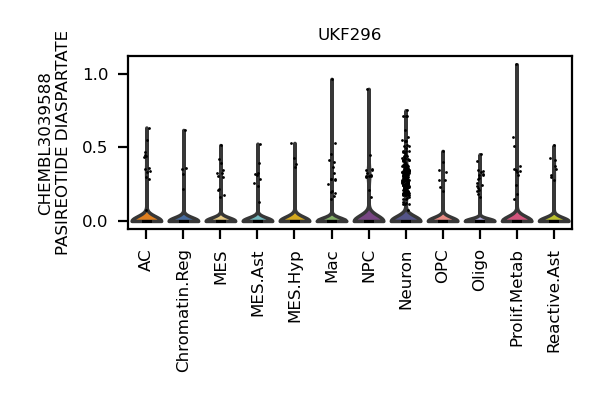 UKF296
CHEMBL3039588
PASIREOTIDE DIASPARTATE
1.0
0.5
0.0
AC
Chromatin.Reg
MES
MES.Ast
MES.Hyp
Mac
NPC
Neuron
OPC
Oligo
Prolif.Metab
Reactive.Ast